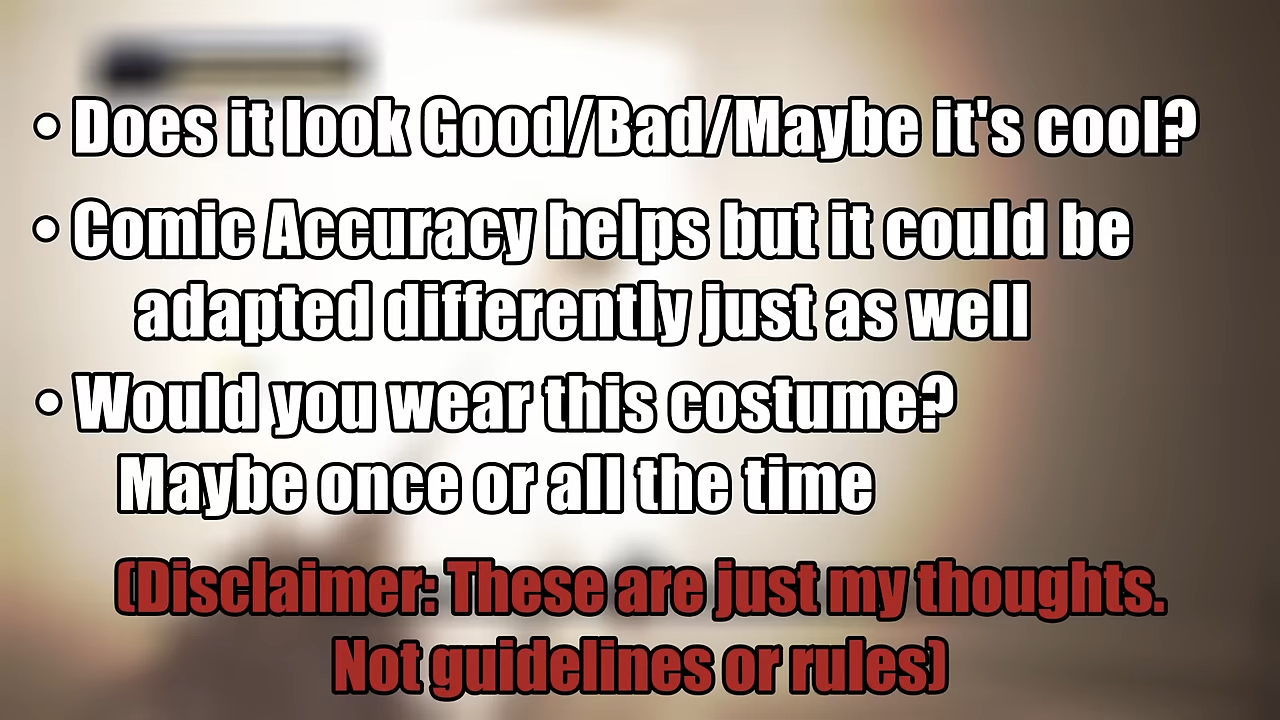 • Does it look Good/Bad/Maybe it's cool?
• Comic Accuracy helps but it could be
adapted differently just as well
• Would you wear this costume?
Maybe once or all the time
(Disclaimer: These are just my thoughts.
Not guidelines or rules)